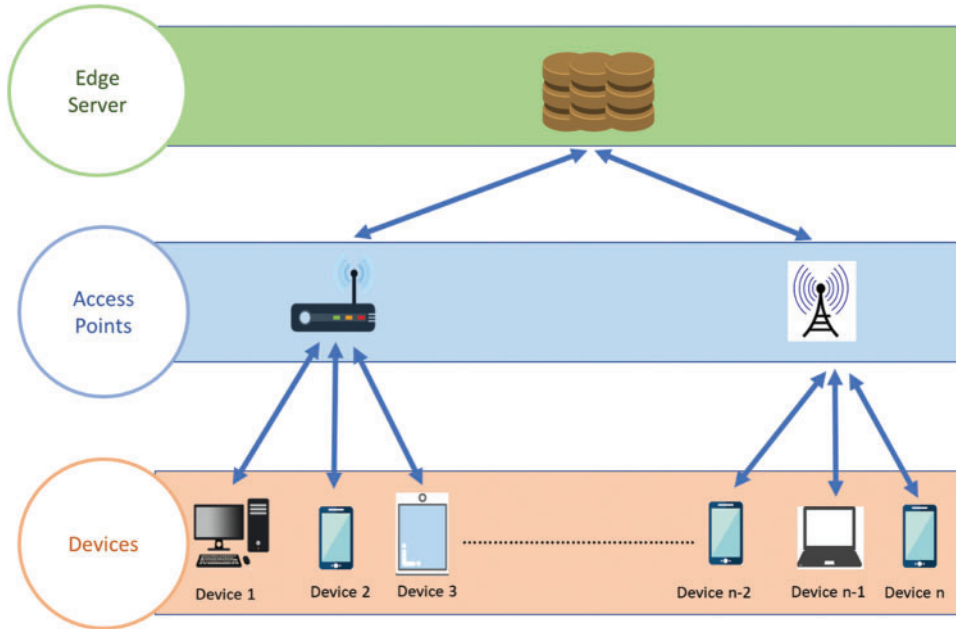 Edge
Server
Access
Points
Devices
Device 1
Device 2
Device 3
Device n-2
Device n-1
Device n